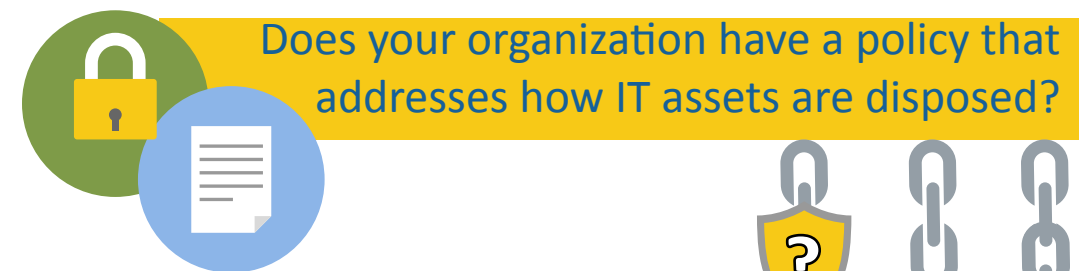 Does your organization have a policy that
addresses how IT assets are disposed?
?